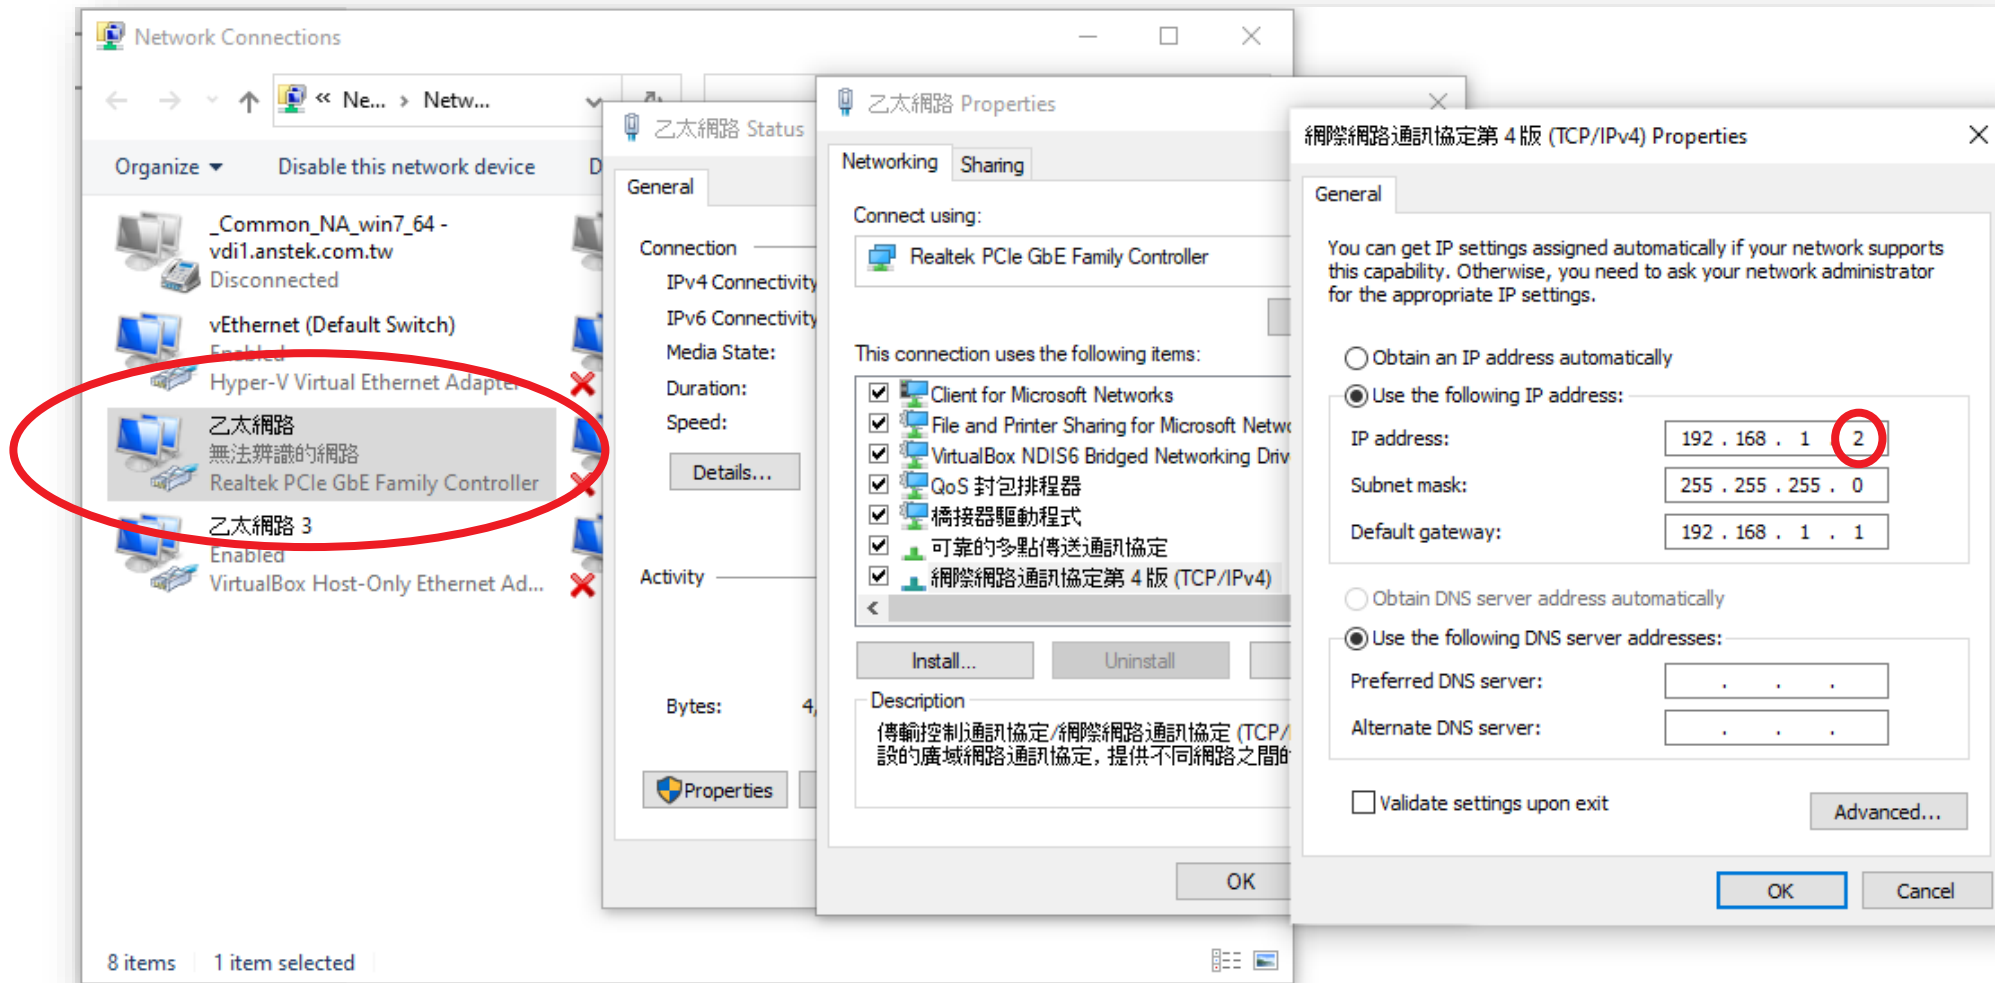 Network Connections
« Ne... › Netw...
Organize
Disable this network device
_Common_NA_win7_64 -
vdi1.anstek.com.tw
Disconnected
vEthernet (Default Switch)
Enabled
Hyper-V Virtual Ethernet Adapter
乙太網路
無法辨識的網路
Realtek PCIe GbE Family Controller
乙太網路 3
Enabled
VirtualBox Host-Only Ethernet Ad...
8 items
1 item selected
乙太網路 Status
General
Connection
IPv4 Connectivity
IPv6 Connectivity
Media State:
Duration:
Speed:
Details...
Activity
Bytes: 4,
Properties
乙太網路 Properties
Networking
Sharing
Connect using:
Realtek PCIe GbE Family Controller
This connection uses the following items:
Client for Microsoft Networks
File and Printer Sharing for Microsoft Netwo
VirtualBox NDIS6 Bridged Networking Driv
QoS 封包排程器
橋接器驅動程式
可靠的多點傳送通訊協定
網際網路通訊協定第 4 版 (TCP/IPv4)
Install...
Uninstall
Description
傳輸控制通訊協定/網際網路通訊協定 (TCP/
設的廣域網路通訊協定, 提供不同網路之間的
OK
網際網路通訊協定第 4 版 (TCP/IPv4) Properties
General
You can get IP settings assigned automatically if your network supports
this capability. Otherwise, you need to ask your network administrator
for the appropriate IP settings.
Obtain an IP address automatically
Use the following IP address:
IP address: 192 . 168 . 1 . 2
Subnet mask: 255 . 255 . 255 . 0
Default gateway: 192 . 168 . 1 . 1
Obtain DNS server address automatically
Use the following DNS server addresses:
Preferred DNS server: . . .
Alternate DNS server: . . .
Validate settings upon exit
Advanced...
OK
Cancel